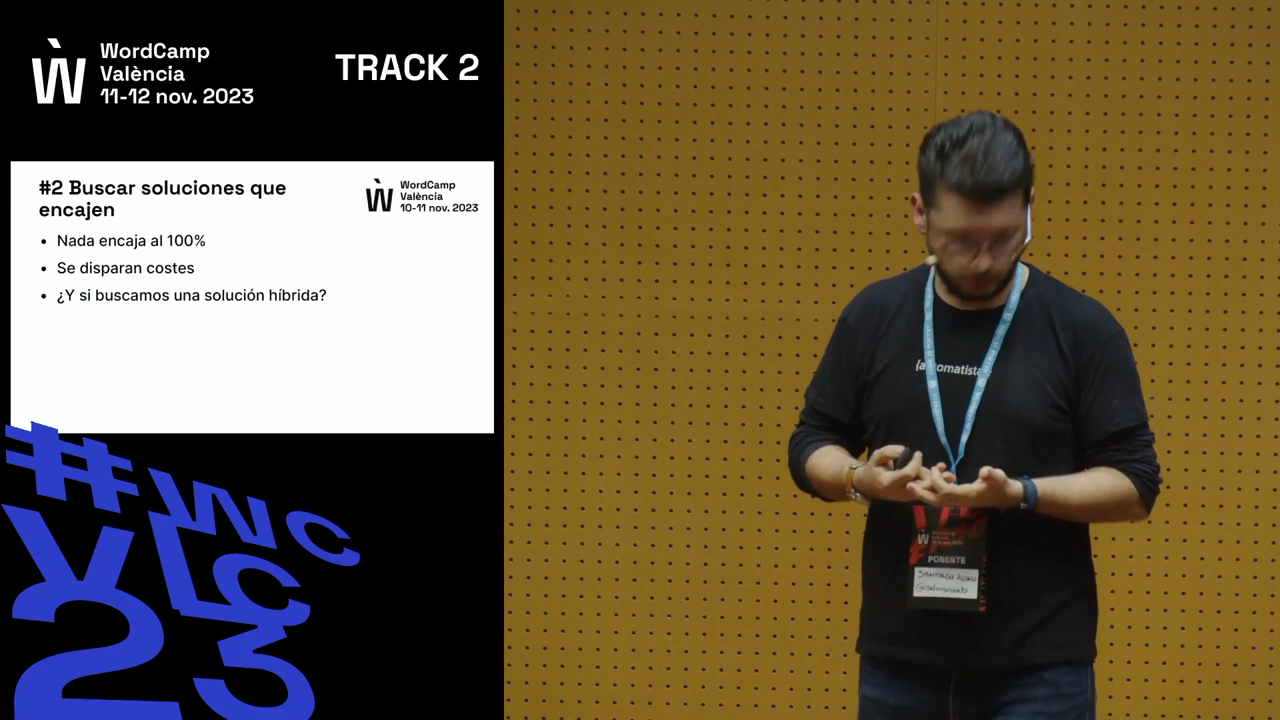 WordCamp
València
11-12 nov. 2023
TRACK 2
#2 Buscar soluciones que
encajen
WordCamp
València
10-11 nov. 2023
• Nada encaja al 100%
• Se disparan costes
• ¿Y si buscamos una solución híbrida?
#WC
VLC
23
PONENTE
SANTIAGO